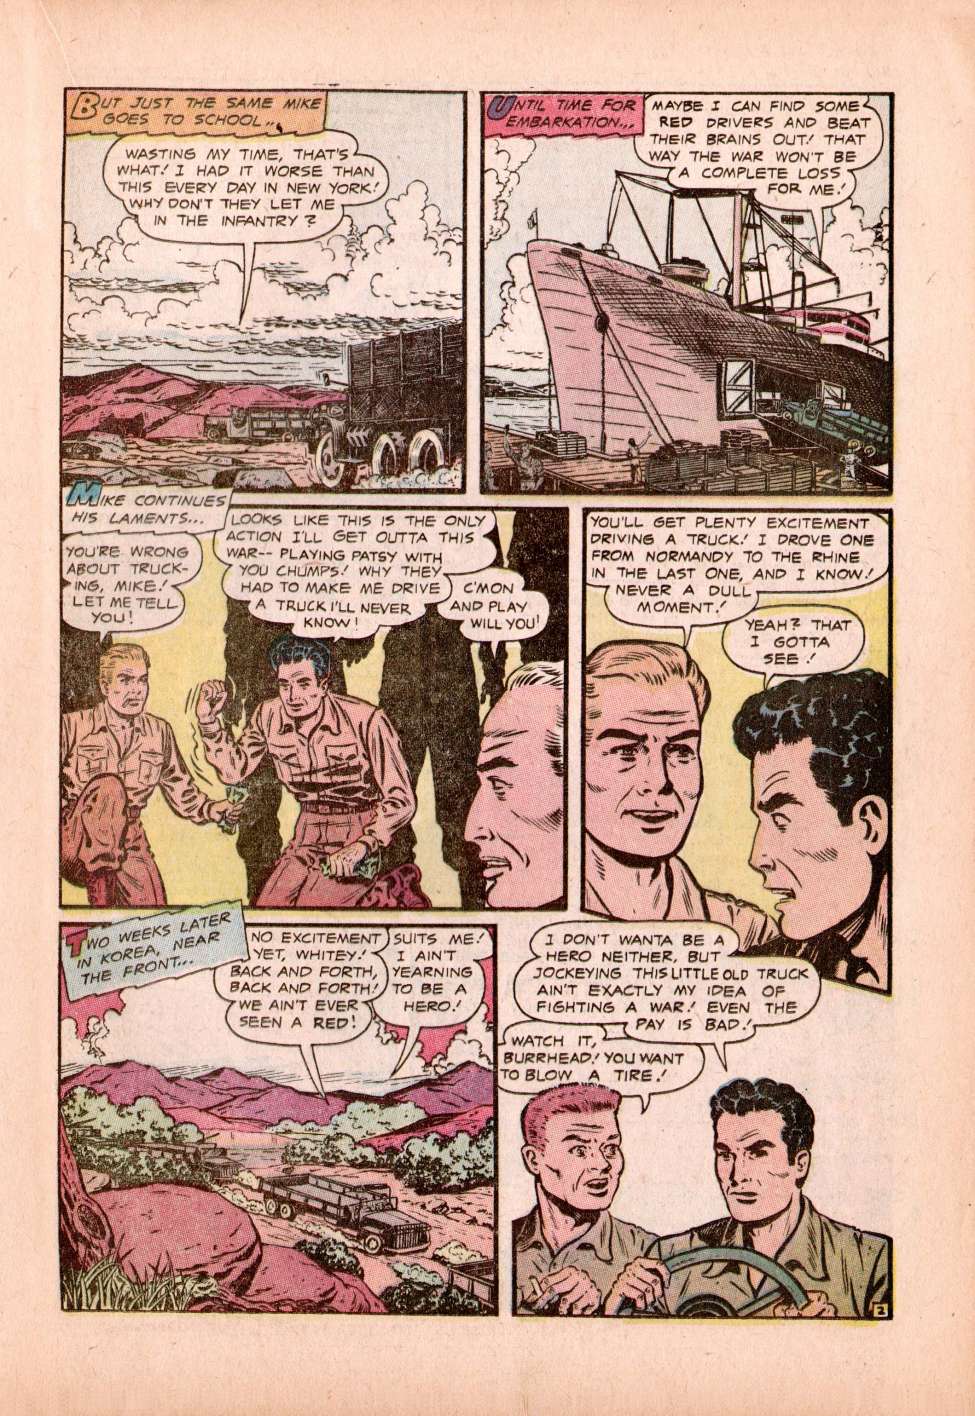 BUT JUST THE SAME MIKE
GOES TO SCHOOL...
WASTING MY TIME, THAT'S
WHAT! I HAD IT WORSE THAN
THIS EVERY DAY IN NEW YORK!
WHY DON'T THEY LET ME
IN THE INFANTRY?
UNTIL TIME FOR
EMBARKATION...
MAYBE I CAN FIND SOME
RED DRIVERS AND BEAT
THEIR BRAINS OUT! THAT
WAY THE WAR WON'T BE
A COMPLETE LOSS
FOR ME!
MIKE CONTINUES
HIS LAMENTS...
YOU'RE WRONG
ABOUT TRUCK-
ING, MIKE!
LET ME TELL
YOU!
LOOKS LIKE THIS IS THE ONLY
ACTION I'LL GET OUTTA THIS
WAR-- PLAYING PATSY WITH
YOU CHUMPS! WHY THEY
HAD TO MAKE ME DRIVE
A TRUCK I'LL NEVER
KNOW!
C'MON
AND PLAY
WILL YOU!
YOU'LL GET PLENTY EXCITEMENT
DRIVING A TRUCK! I DROVE ONE
FROM NORMANDY TO THE RHINE
IN THE LAST ONE, AND I KNOW!
NEVER A DULL
MOMENT!
YEAH? THAT
I GOTTA
SEE!
TWO WEEKS LATER
IN KOREA, NEAR
THE FRONT...
NO EXCITEMENT
YET, WHITEY!
BACK AND FORTH,
BACK AND FORTH!
WE AIN'T EVER
SEEN A RED!
SUITS ME!
I AIN'T
YEARNING
TO BE A
HERO!
I DON'T WANTA BE A
HERO NEITHER, BUT
JOCKEYING THIS LITTLE OLD TRUCK
AIN'T EXACTLY MY IDEA OF
FIGHTING A WAR! EVEN THE
PAY IS BAD!
WATCH IT,
BURRHEAD! YOU WANT
TO BLOW A TIRE!
2